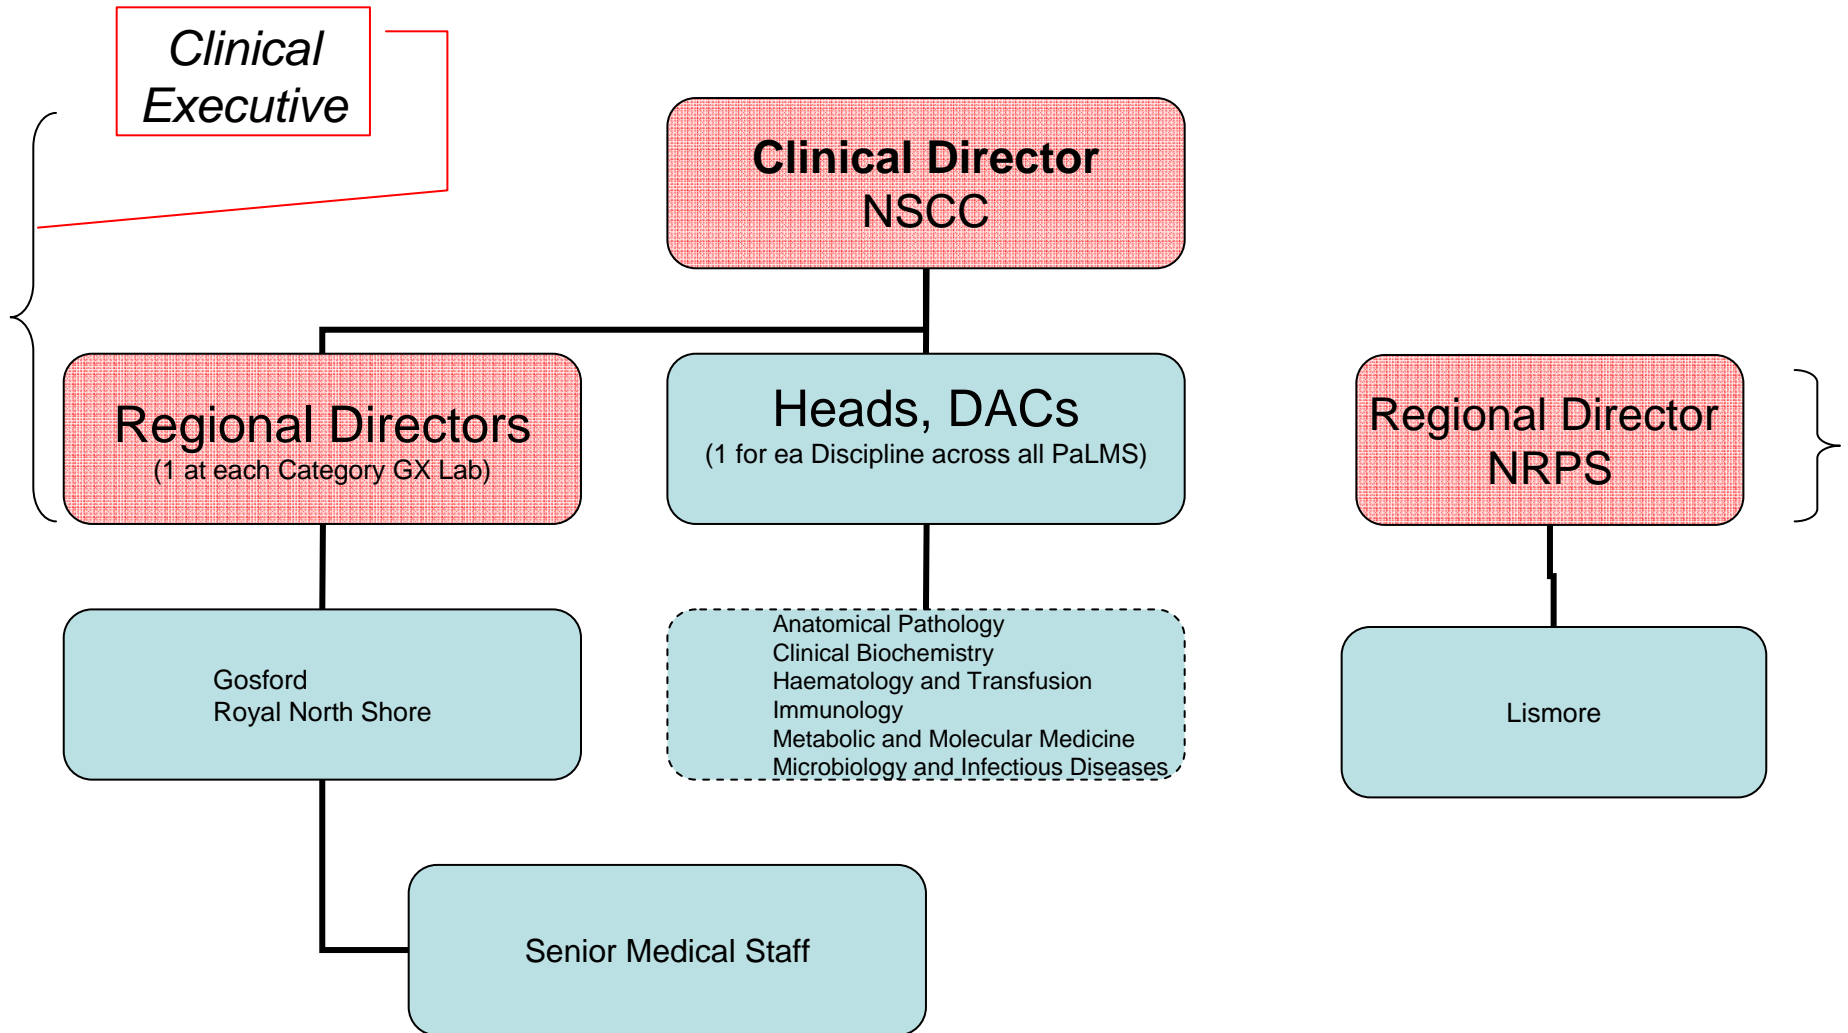 Clinical
Executive
Clinical Director
NSCC
Regional Directors
(1 at each Category GX Lab)
Heads, DACs
(1 for ea Discipline across all PaLMS)
Regional Director
NRPS
Gosford
Royal North Shore
Anatomical Pathology
Clinical Biochemistry
Haematology and Transfusion
Immunology
Metabolic and Molecular Medicine
Microbiology and Infectious Diseases
Lismore
Senior Medical Staff